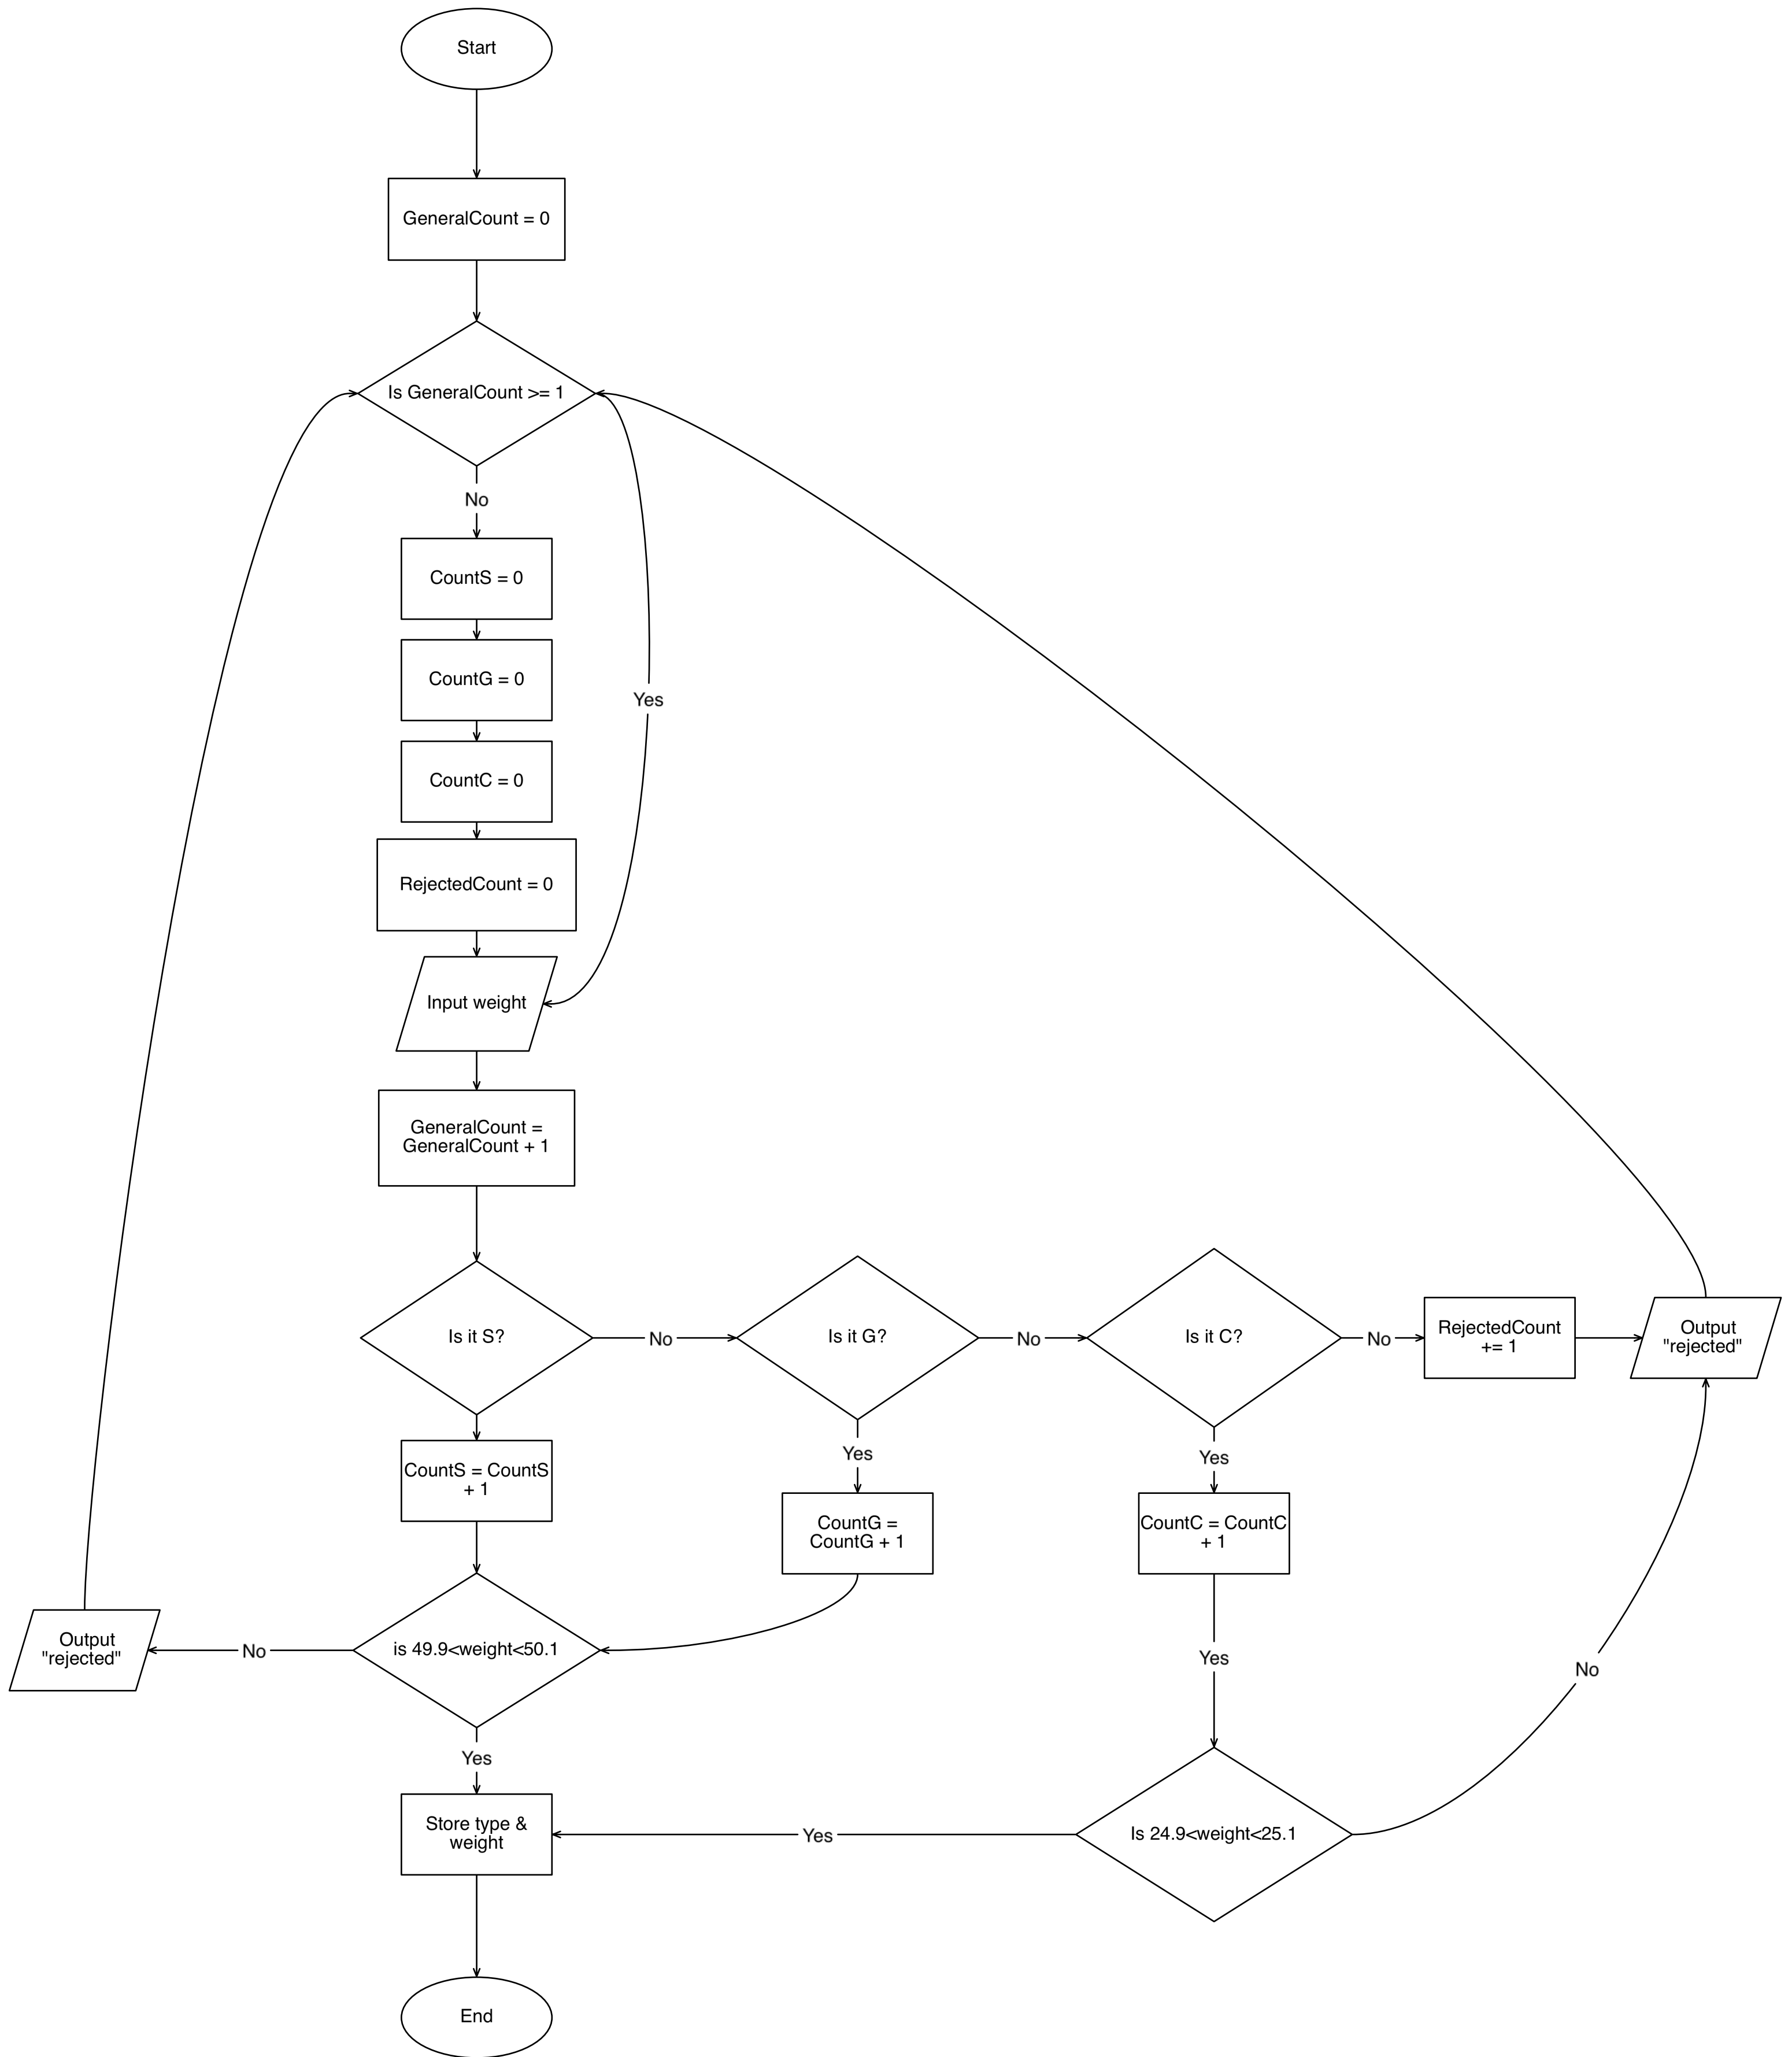 Start
GeneralCount = 0
Is GeneralCount >= 1
No
CountS = 0
CountG = 0
Yes
CountC = 0
RejectedCount = 0
Input weight
GeneralCount =
GeneralCount + 1
Is it S?
No
Is it G?
No
Is it C?
No
RejectedCount
+= 1
Output
"rejected"
CountS = CountS
+ 1
Yes
CountG =
CountG + 1
Yes
CountC = CountC
+ 1
Output
"rejected"
No
is 49.9<weight<50.1
Yes
No
Yes
Store type &
weight
Yes
Is 24.9<weight<25.1
End